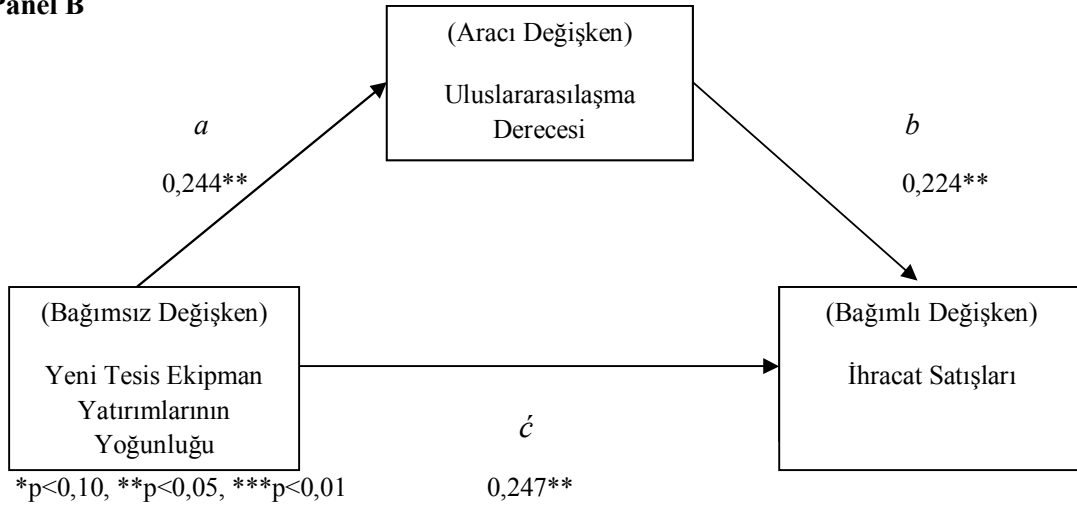 Panel B
(Aracı Değişken)
Uluslararasılaşma
Derecesi
a
0,244**
b
0,224**
(Bağımsız Değişken)
Yeni Tesis Ekipman
Yatırımlarının
Yoğunluğu
(Bağımlı Değişken)
İhracat Satışları
ć
0,247**
*p<0,10, **p<0,05, ***p<0,01